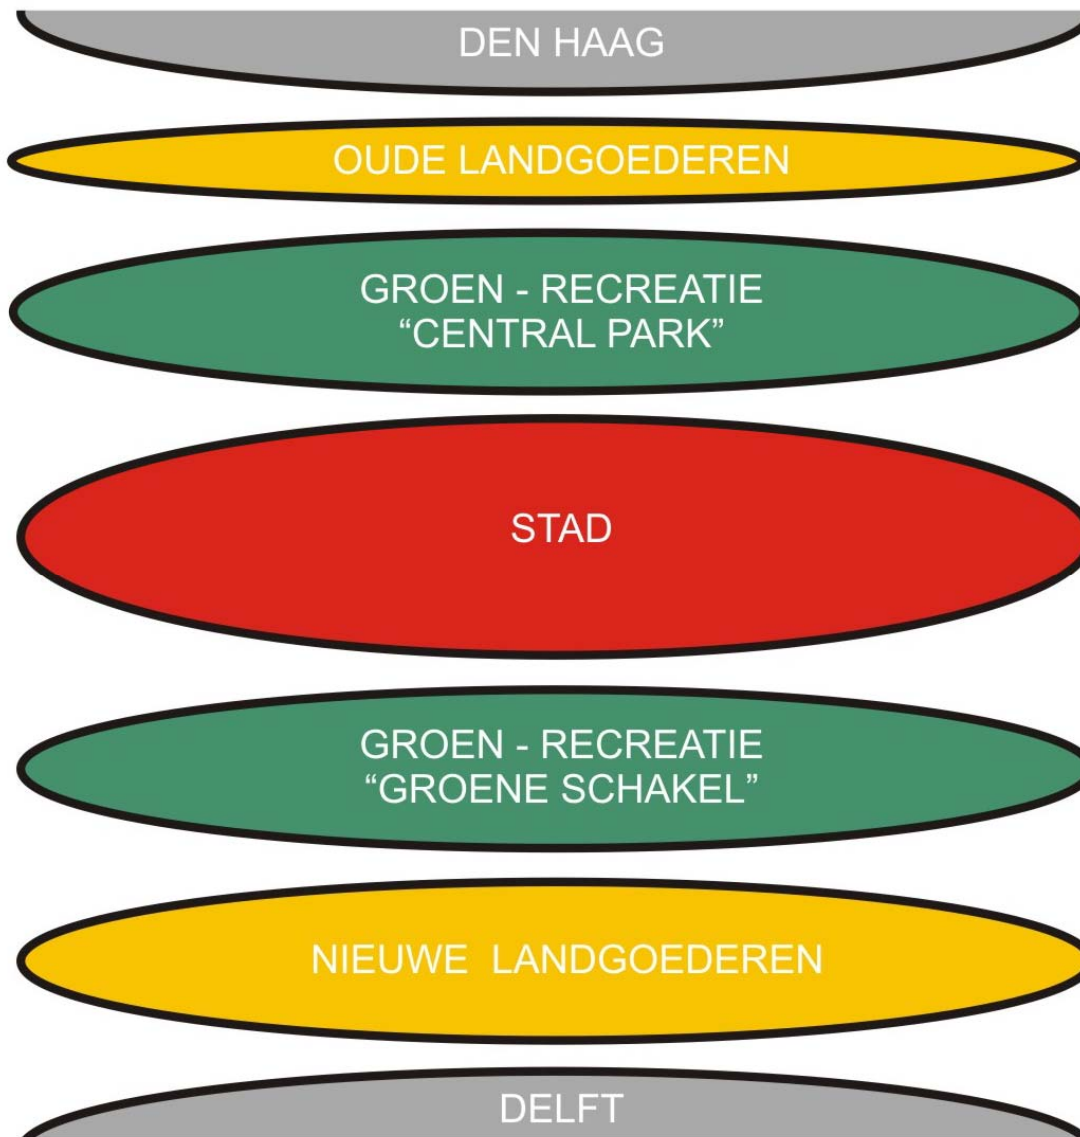 DEN HAAG
OUDE LANDGOEDEREN
GROEN - RECREATIE
“CENTRAL PARK”
STAD
GROEN - RECREATIE
“GROENE SCHAKEL”
NIEUWE LANDGOEDEREN
DELFT